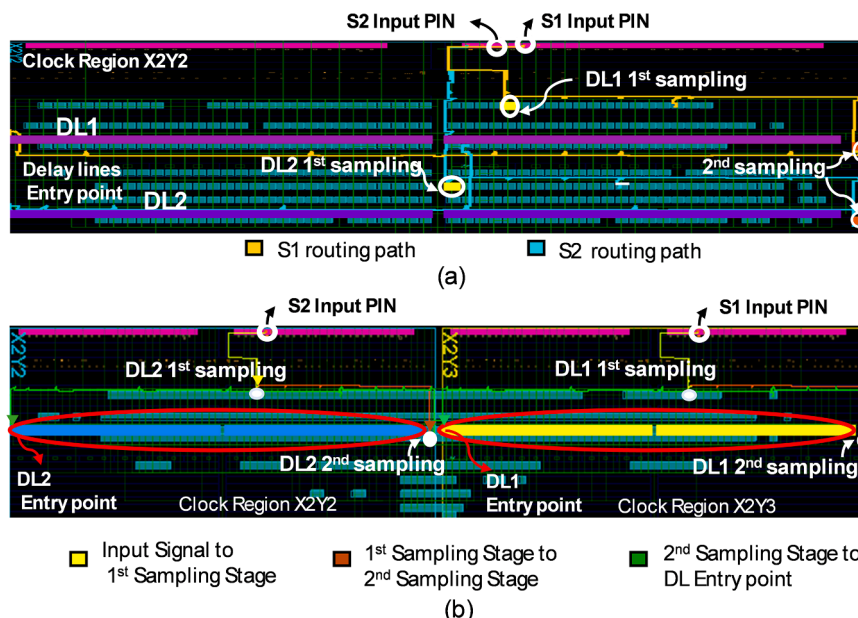 S2 Input PIN
S1 Input PIN
X2Y2
Clock Region X2Y2
DL1 1st sampling
DL1
Delay lines
Entry point
DL2 1st sampling
2nd sampling
DL2
S1 routing path
S2 routing path
(a)
S2 Input PIN
S1 Input PIN
X2Y2
X2Y3
DL2 1st sampling
DL1 1st sampling
DL2
Entry point
DL2 2nd sampling
DL1
Entry point
DL1 2nd
sampling
Clock Region X2Y2
Clock Region X2Y3
Input Signal to
1st Sampling Stage
1st Sampling Stage to
2nd Sampling Stage
2nd Sampling Stage to
DL Entry point
(b)